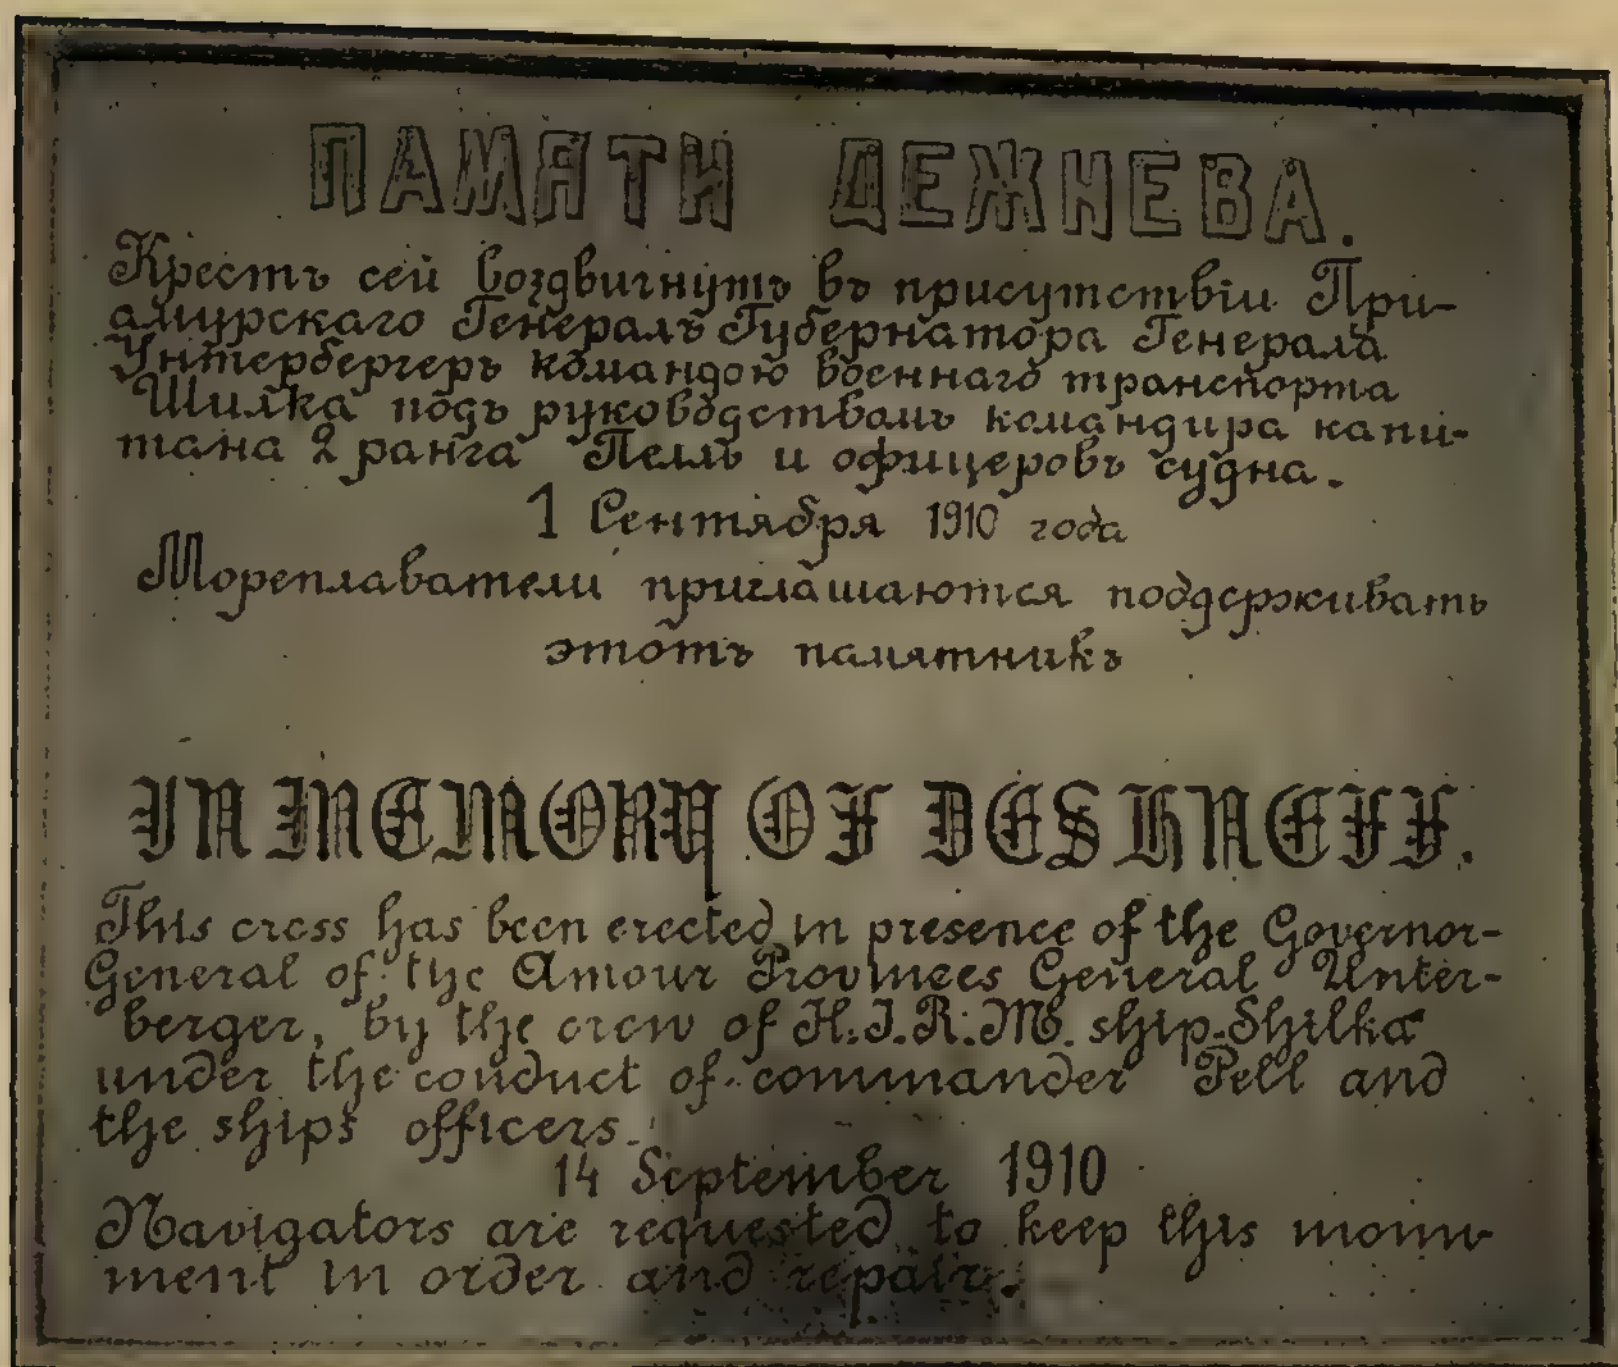 ПАМЯТИ ДЕЖНЕВА.
Крестъ сей воздвигнутъ въ присутствіи При-
амурскаго Генералъ Губернатора Генерала
Унтербергеръ командою военнаго транспорта
Шилка подъ руководствомъ командира капи-
тана 2 ранга Пелль и офицеровъ судна.
1 Сентября 1910 года
Мореплаватели приглашаются поддерживать
этотъ памятникъ
IN MEMORY OF DESHNEFF.
This cross has been erected in presence of the Governor-
General of the Amour Provinces General Unter-
berger, by the crew of H.I.R.M. ship Shilka
under the conduct of commander Pell and
the ships officers.
14 September 1910
Navigators are requested to keep this monu-
ment in order and repair.